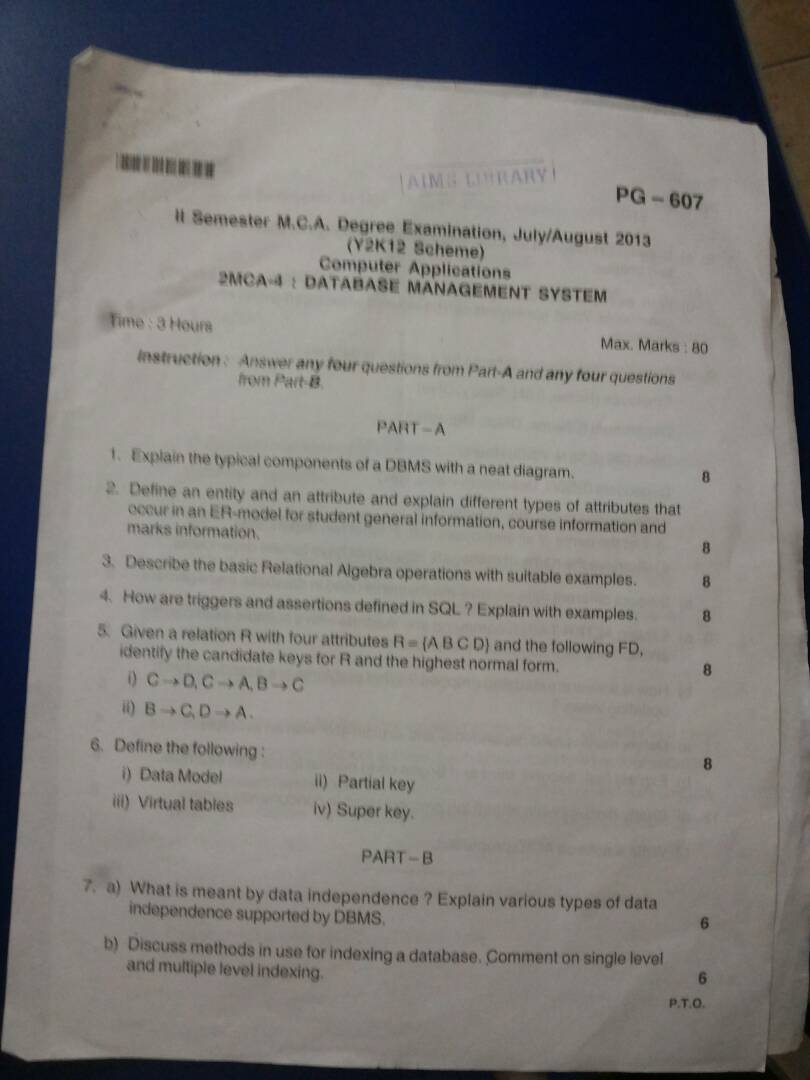 AIMS LIBRARY
PG – 607
II Semester M.C.A. Degree Examination, July/August 2013
(Y2K12 Scheme)
Computer Applications
2MCA-4 : DATABASE MANAGEMENT SYSTEM
Time : 3 Hours
Max. Marks : 80
Instruction : Answer any four questions from Part-A and any four questions
from Part-B.
PART – A
1. Explain the typical components of a DBMS with a neat diagram. 8
2. Define an entity and an attribute and explain different types of attributes that
occur in an ER-model for student general information, course information and
marks information. 8
3. Describe the basic Relational Algebra operations with suitable examples. 8
4. How are triggers and assertions defined in SQL ? Explain with examples. 8
5. Given a relation R with four attributes R = {A B C D} and the following FD,
identify the candidate keys for R and the highest normal form. 8
i) C → D, C → A, B → C
ii) B → C, D → A .
6. Define the following : 8
i) Data Model ii) Partial key
iii) Virtual tables iv) Super key.
PART – B
7. a) What is meant by data independence ? Explain various types of data
independence supported by DBMS. 6
b) Discuss methods in use for indexing a database. Comment on single level
and multiple level indexing. 6
P.T.O.